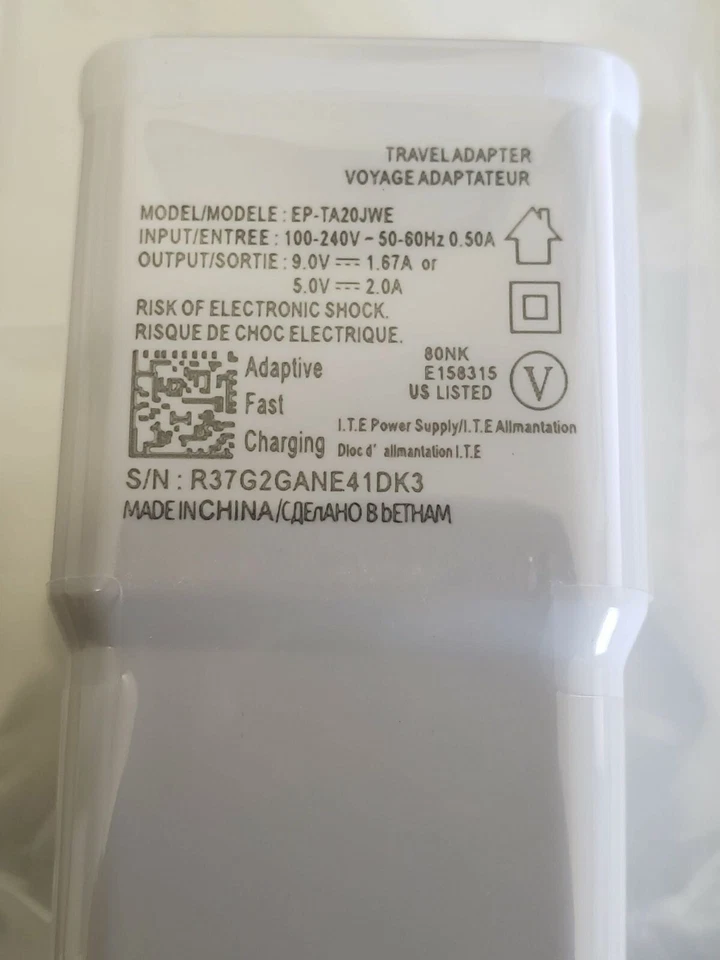 TRAVEL ADAPTER
VOYAGE ADAPTATEUR
MODEL/MODELE : EP-TA20JWE
INPUT/ENTREE : 100-240V ~ 50-60Hz 0.50A
OUTPUT/SORTIE : 9.0V ⎓ 1.67A or
5.0V ⎓ 2.0A
RISK OF ELECTRONIC SHOCK.
RISQUE DE CHOC ELECTRIQUE.
Adaptive
Fast
Charging
80NK
E158315
US LISTED
V
I.T.E Power Supply/I.T.E Allmantation
Dloc d' allmantation I.T.E
S/N : R37G2GANE41DK3
MADE IN CHINA/CДЕлАНО В ЬЕТНАМ